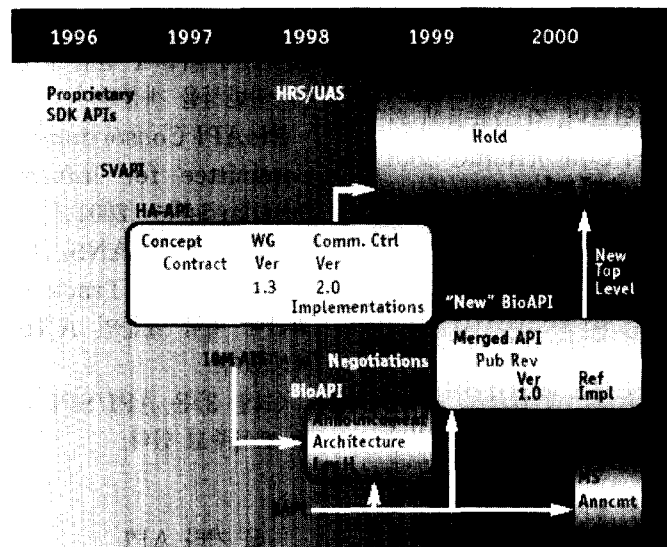 1996 1997 1998 1999 2000
Proprietary
SDK APIs
HRS/UAS
Hold
SVAPI
HA-API
Concept WG Comm. Ctrl
Contract Ver Ver
1.3 2.0
Implementations
New
Top
Level
"New" BioAPI
Merged API
Pub Rev
Ver Ref
1.0 Impl
Negotiations
BioAPI
Architecture
MS
Anncmt